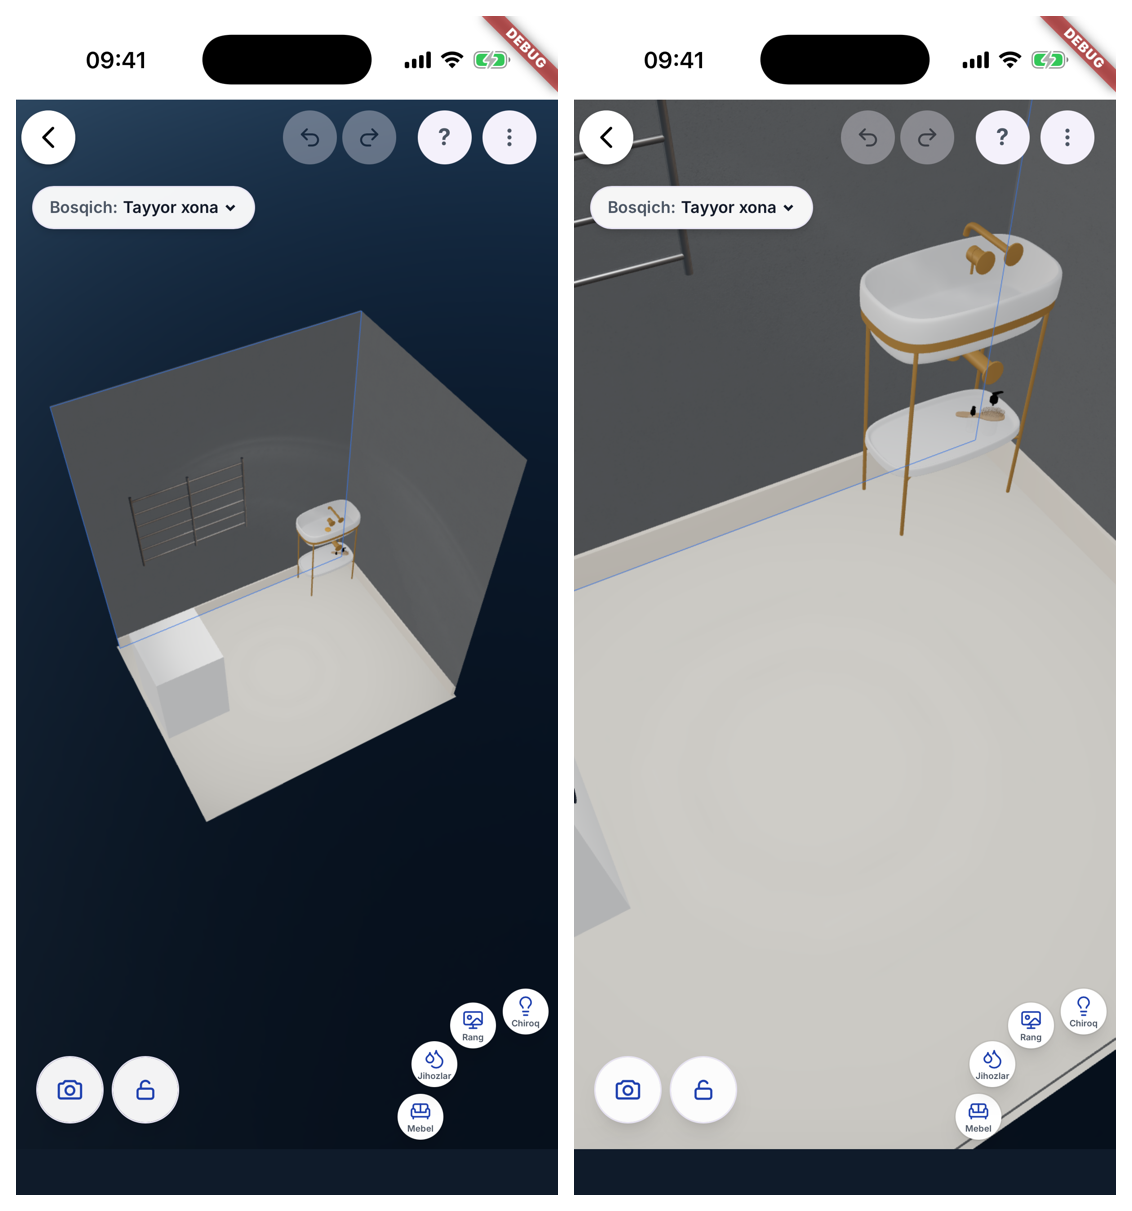 09:41
DEBUG
?
Bosqich: Tayyor xona
Chiroq
Rang
Jihozlar
Mebel
09:41
DEBUG
?
Bosqich: Tayyor xona
Chiroq
Rang
Jihozlar
Mebel